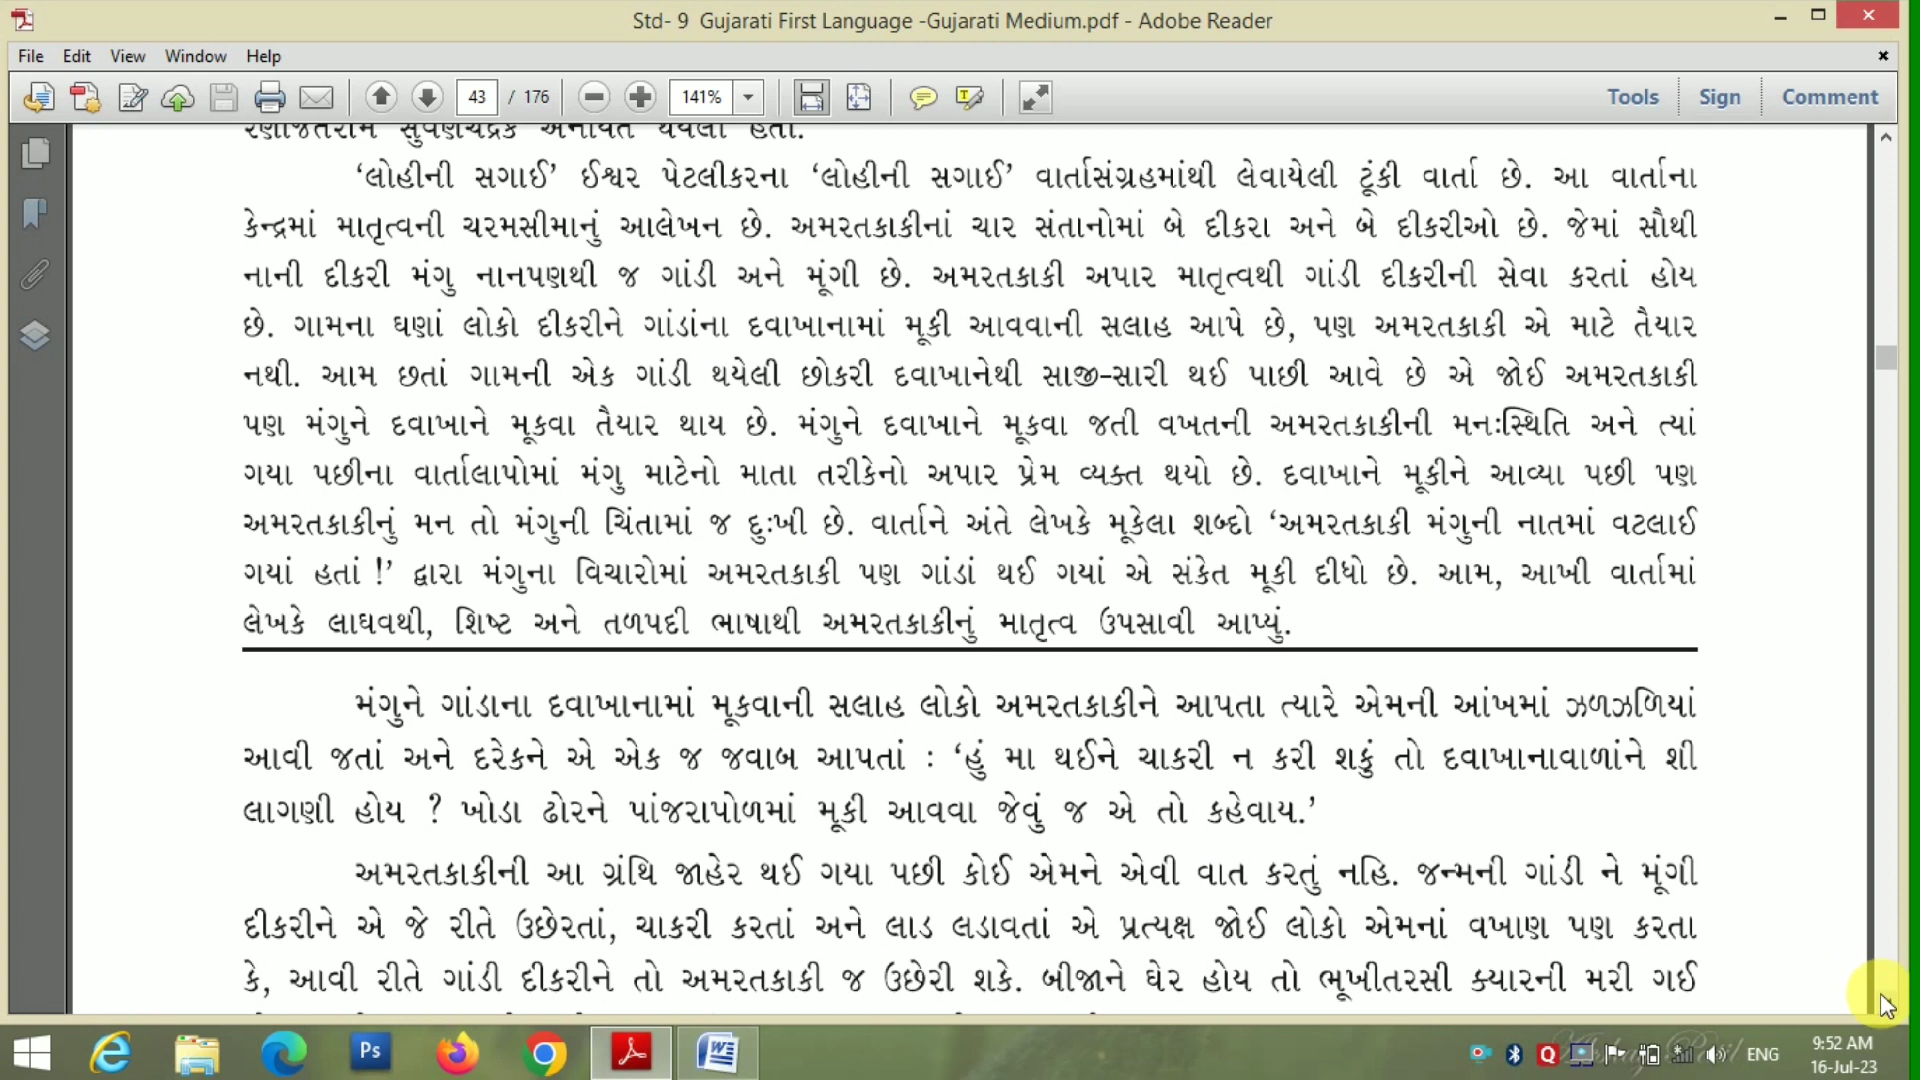 Std- 9 Gujarati First Language -Gujarati Medium.pdf - Adobe Reader
File Edit View Window Help
43 / 176 141% Tools Sign Comment
રણજિતરામ સુવર્ણચંદ્રક એનાયત થયેલો હતો.
‘લોહીની સગાઈ’ ઈશ્વર પેટલીકરના ‘લોહીની સગાઈ’ વાર્તાસંગ્રહમાંથી લેવાયેલી ટૂંકી વાર્તા છે. આ વાર્તાના
કેન્દ્રમાં માતૃત્વની ચરમસીમાનું આલેખન છે. અમરતકાકીનાં ચાર સંતાનોમાં બે દીકરા અને બે દીકરીઓ છે. જેમાં સૌથી
નાની દીકરી મંગુ નાનપણથી જ ગાંડી અને મૂંગી છે. અમરતકાકી અપાર માતૃત્વથી ગાંડી દીકરીની સેવા કરતાં હોય
છે. ગામના ઘણાં લોકો દીકરીને ગાંડાંના દવાખાનામાં મૂકી આવવાની સલાહ આપે છે, પણ અમરતકાકી એ માટે તૈયાર
નથી. આમ છતાં ગામની એક ગાંડી થયેલી છોકરી દવાખાનેથી સાજી-સારી થઈ પાછી આવે છે એ જોઈ અમરતકાકી
પણ મંગુને દવાખાને મૂકવા તૈયાર થાય છે. મંગુને દવાખાને મૂકવા જતી વખતની અમરતકાકીની મનઃસ્થિતિ અને ત્યાં
ગયા પછીના વાર્તાલાપોમાં મંગુ માટેનો માતા તરીકેનો અપાર પ્રેમ વ્યક્ત થયો છે. દવાખાને મૂકીને આવ્યા પછી પણ
અમરતકાકીનું મન તો મંગુની ચિંતામાં જ દુઃખી છે. વાર્તાને અંતે લેખકે મૂકેલા શબ્દો ‘અમરતકાકી મંગુની નાતમાં વટલાઈ
ગયાં હતાં !’ દ્વારા મંગુના વિચારોમાં અમરતકાકી પણ ગાંડાં થઈ ગયાં એ સંકેત મૂકી દીધો છે. આમ, આખી વાર્તામાં
લેખકે લાઘવથી, શિષ્ટ અને તળપદી ભાષાથી અમરતકાકીનું માતૃત્વ ઉપસાવી આપ્યું.
મંગુને ગાંડાના દવાખાનામાં મૂકવાની સલાહ લોકો અમરતકાકીને આપતા ત્યારે એમની આંખમાં ઝળઝળિયાં
આવી જતાં અને દરેકને એ એક જ જવાબ આપતાં : ‘હું મા થઈને ચાકરી ન કરી શકું તો દવાખાનાવાળાંને શી
લાગણી હોય ? ખોડા ઢોરને પાંજરાપોળમાં મૂકી આવવા જેવું જ એ તો કહેવાય.’
અમરતકાકીની આ ગ્રંથિ જાહેર થઈ ગયા પછી કોઈ એમને એવી વાત કરતું નહિ. જન્મની ગાંડી ને મૂંગી
દીકરીને એ જે રીતે ઉછેરતાં, ચાકરી કરતાં અને લાડ લડાવતાં એ પ્રત્યક્ષ જોઈ લોકો એમનાં વખાણ પણ કરતા
કે, આવી રીતે ગાંડી દીકરીને તો અમરતકાકી જ ઉછેરી શકે. બીજાને ઘેર હોય તો ભૂખીતરસી ક્યારની મરી ગઈ
ENG 9:52 AM
16-Jul-23